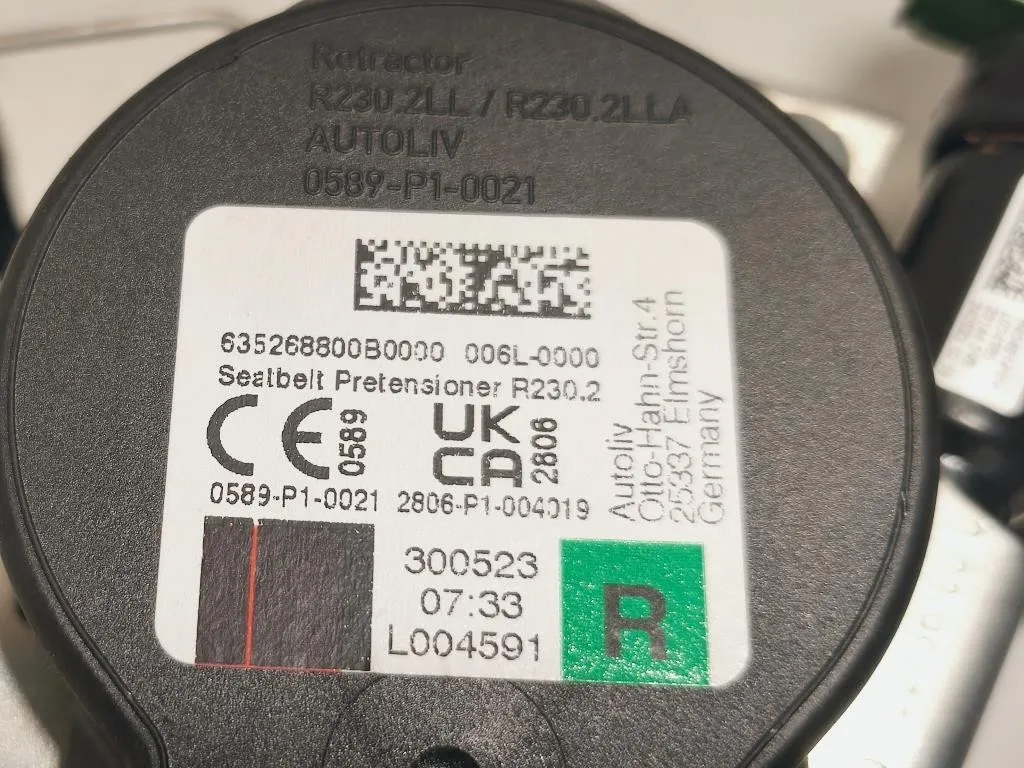 Retractor
R230.2LL / R230.2LLA
AUTOLIV
0589-P1-0021
635268800B0000 006L-0000
Seatbelt Pretensioner R230.2
CE 0589
UK
CA 2806
0589-P1-0021 2806-P1-004019
Autoliv
Otto-Hahn-Str.4
25337 Elmshorn
Germany
300523
07:33
L004591
R